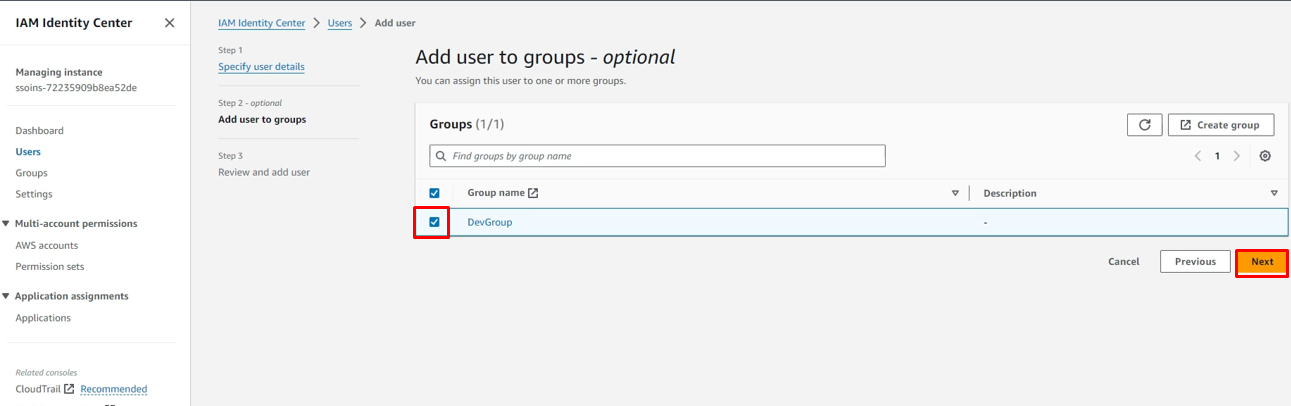 IAM Identity Center
Managing instance
ssoins-72235909b8ea52de
Dashboard
Users
Groups
Settings
Multi-account permissions
AWS accounts
Permission sets
Application assignments
Applications
Related consoles
CloudTrail Recommended
IAM Identity Center > Users > Add user
Step 1
Specify user details
Step 2 - optional
Add user to groups
Step 3
Review and add user
Add user to groups - optional
You can assign this user to one or more groups.
Groups (1/1)
Create group
Find groups by group name
1
Group name Description
DevGroup -
Cancel Previous Next